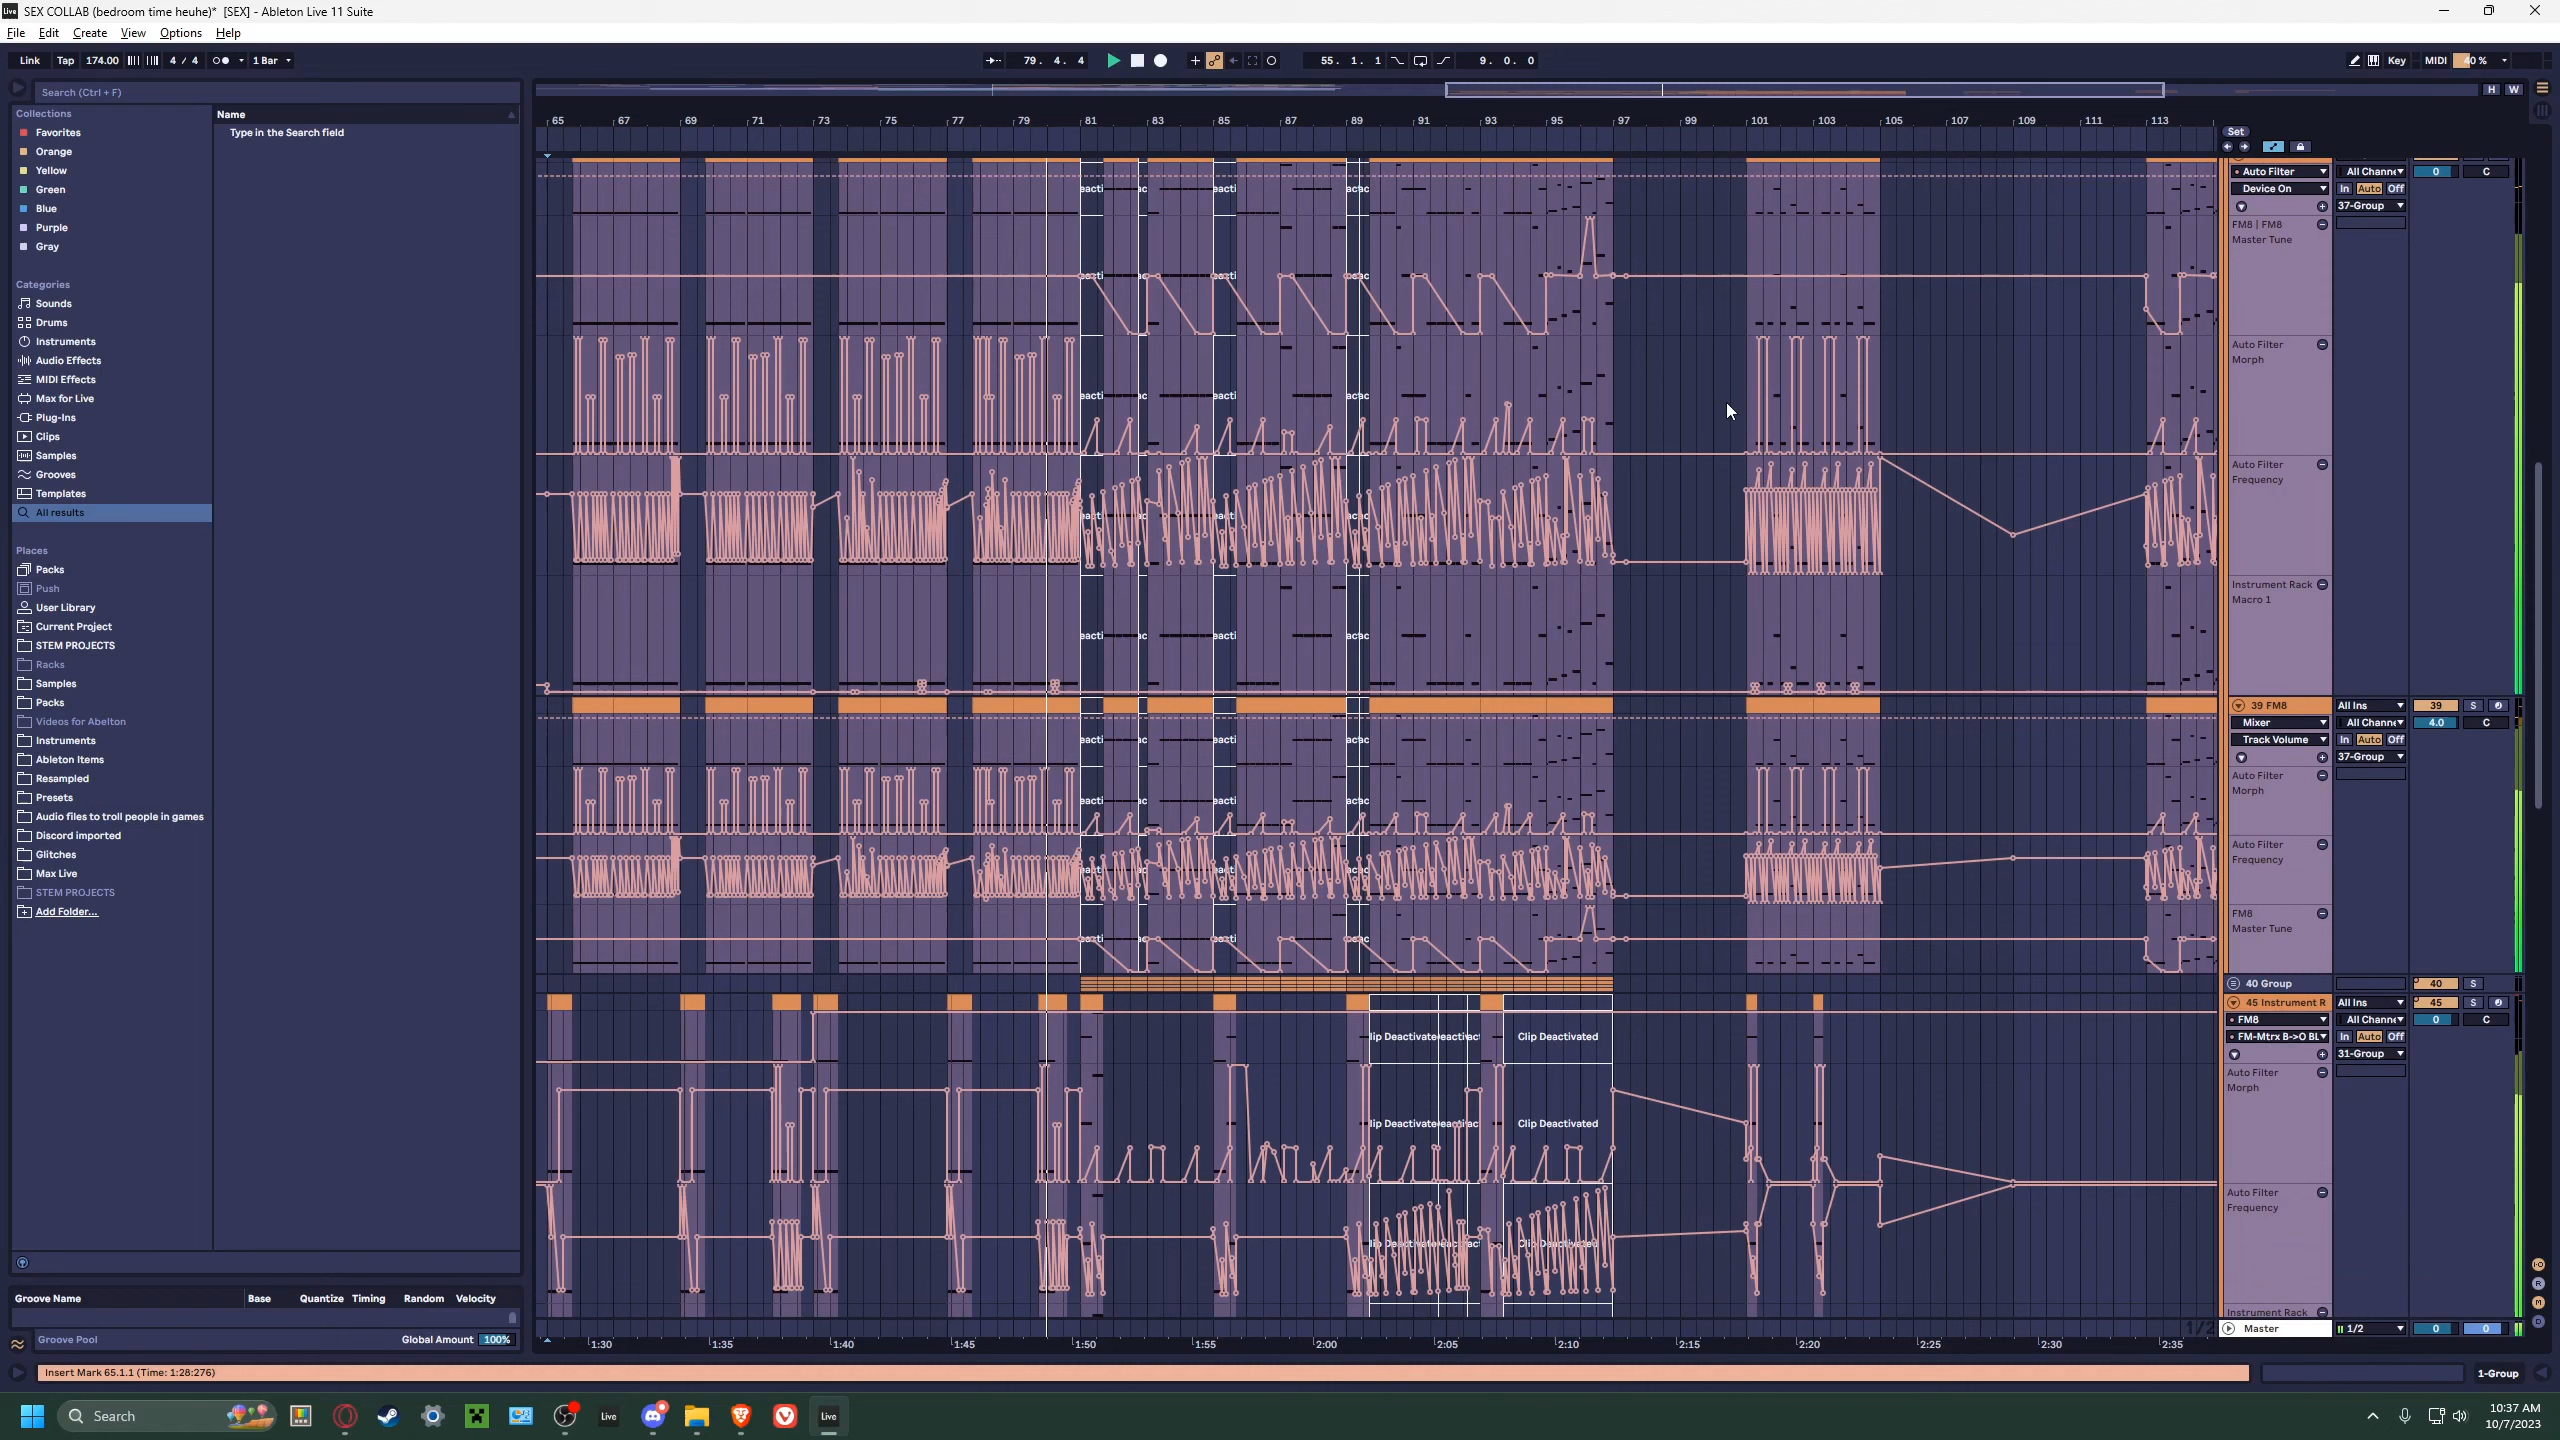 SEX COLLAB (bedroom time heuhe)* [SEX] - Ableton Live 11 Suite
File Edit Create View Options Help
Link Tap 174.00 4 / 4 1 Bar 79. 4. 4 55. 1. 1 9. 0. 0 Key MIDI 40 %
Search (Ctrl + F)
H W
Collections
Favorites
Orange
Yellow
Green
Blue
Purple
Gray
Categories
Sounds
Drums
Instruments
Audio Effects
MIDI Effects
Max for Live
Plug-Ins
Clips
Samples
Grooves
Templates
All results
Places
Packs
Push
User Library
Current Project
STEM PROJECTS
Racks
Samples
Packs
Videos for Abelton
Instruments
Ableton Items
Resampled
Presets
Audio files to troll people in games
Discord imported
Glitches
Max Live
STEM PROJECTS
Add Folder...
Name
Type in the Search field
65 67 69 71 73 75 77 79 81 83 85 87 89 91 93 95 97 99 101 103 105 107 109 111 113
Set
Auto Filter All Channe 0 C
Device On In Auto Off
37-Group
FM8 | FM8
Master Tune
Auto Filter
Morph
Auto Filter
Frequency
Instrument Rack
Macro 1
39 FM8 All Ins 39 S
Mixer All Channe 4.0 C
Track Volume In Auto Off
37-Group
Auto Filter
Morph
Auto Filter
Frequency
FM8
Master Tune
40 Group 40 S
45 Instrument R All Ins 45 S
FM8 All Channe 0 C
FM-Mtrx B->O BL In Auto Off
31-Group
Auto Filter
Morph
Auto Filter
Frequency
Instrument Rack
lip Deactivate Clip Deactivated
lip Deactivate Clip Deactivated
Clip Deactivated
1/2 Master 1/2 0 0
1:30 1:35 1:40 1:45 1:50 1:55 2:00 2:05 2:10 2:15 2:20 2:25 2:30 2:35
Groove Name Base Quantize Timing Random Velocity
Groove Pool Global Amount 100%
Insert Mark 65.1.1 (Time: 1:28:276) 1-Group
Search Live Live 10:37 AM
10/7/2023